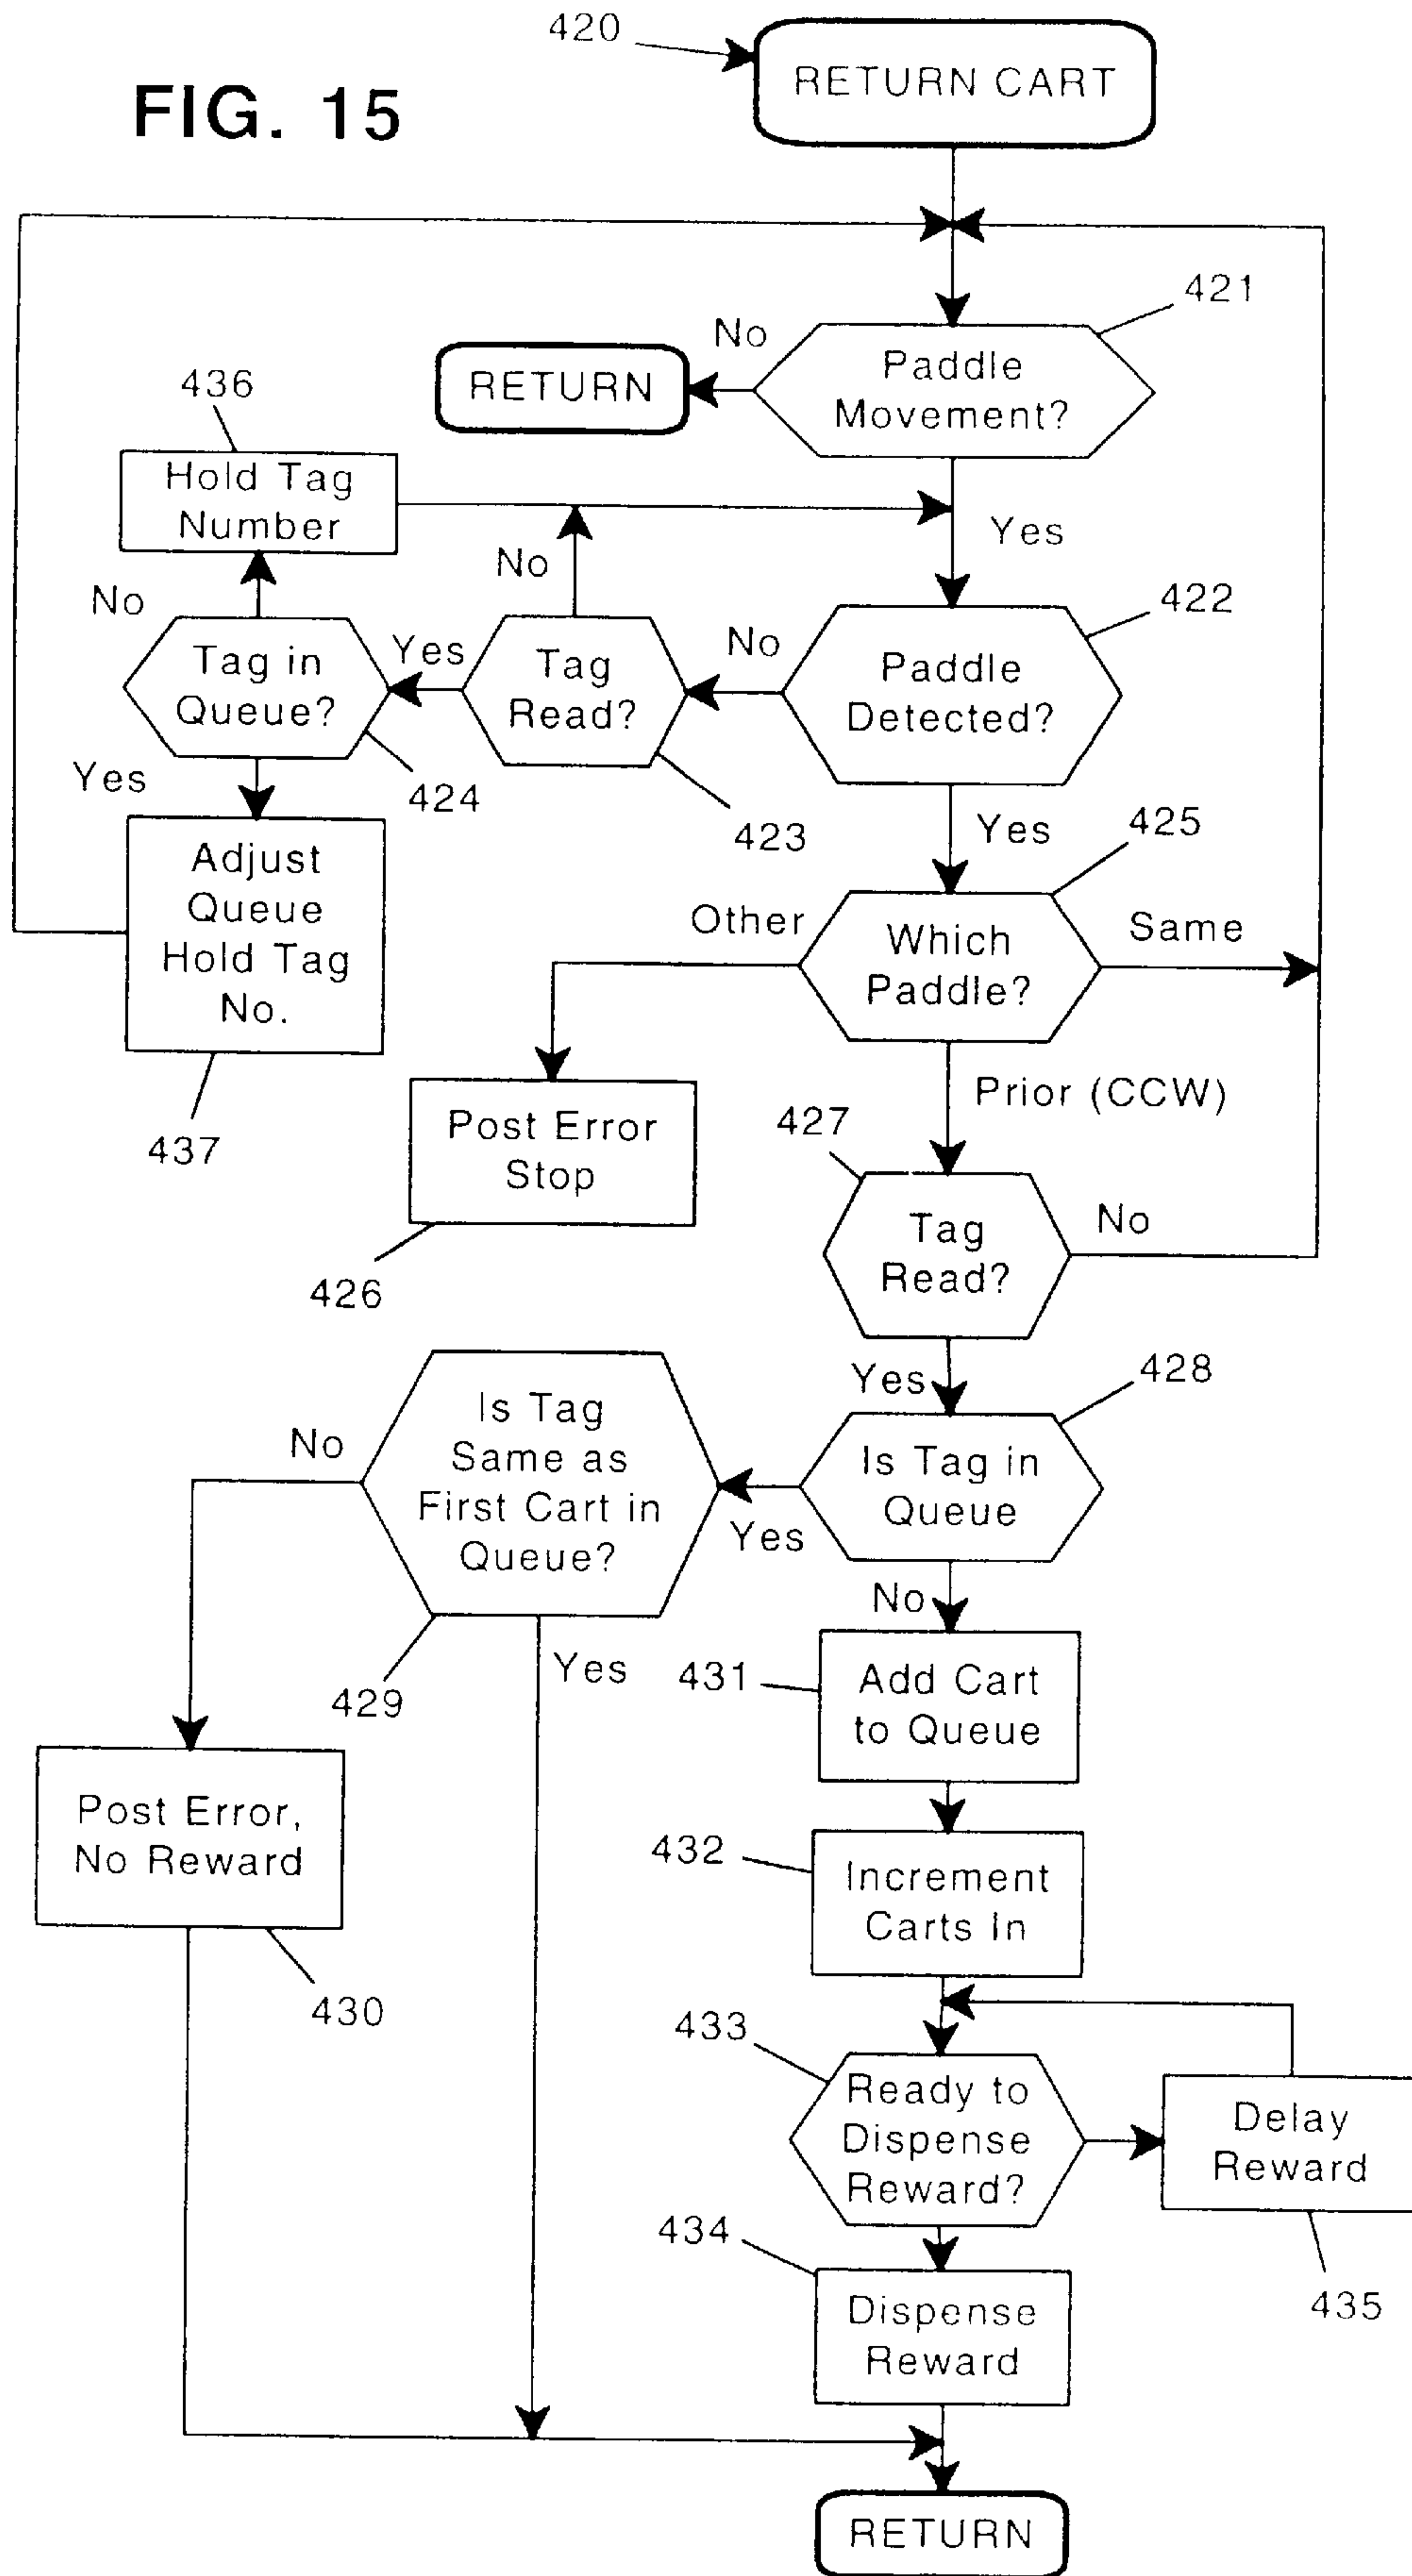 420
RETURN CART
FIG. 15
421
No
Paddle
Movement?
RETURN
436
Hold Tag
Number
Yes
No
No
422
Tag in
Queue?
Yes
Tag
Read?
No
Paddle
Detected?
Yes
424
423
Yes
425
Adjust
Queue
Hold Tag
No.
Other
Which
Paddle?
Same
437
Post Error
Stop
Prior (CCW)
427
426
Tag
Read?
No
Yes
428
Is Tag
Same as
First Cart in
Queue?
No
Is Tag in
Queue
Yes
No
429
Yes
431
Add Cart
to Queue
Post Error,
No Reward
432
Increment
Carts In
430
433
Ready to
Dispense
Reward?
Delay
Reward
434
435
Dispense
Reward
RETURN